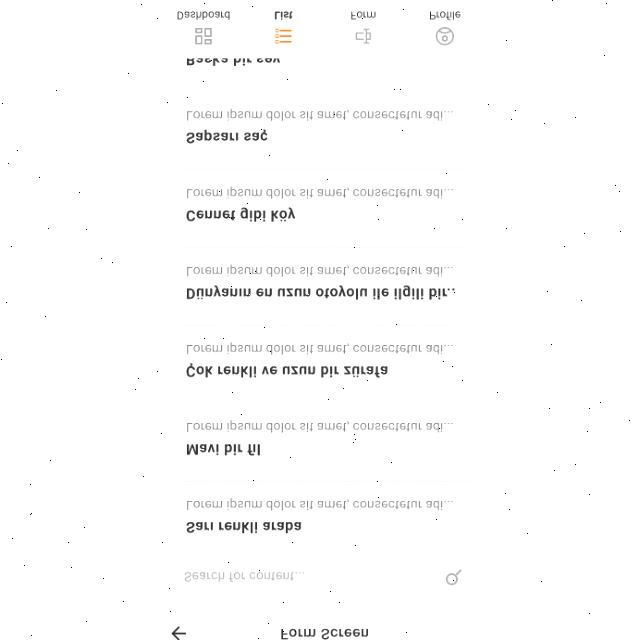 Form Screen
Search for content...
Sarı renkli araba
Lorem ipsum dolor sit amet, consectetur adi...
Mavi bir fil
Lorem ipsum dolor sit amet, consectetur adi...
Çok renkli ve uzun bir zürafa
Lorem ipsum dolor sit amet, consectetur adi...
Dünyanın en uzun otoyolu ile ilgili bir..
Lorem ipsum dolor sit amet, consectetur adi...
Cennet gibi köy
Lorem ipsum dolor sit amet, consectetur adi...
Sapsarı saç
Lorem ipsum dolor sit amet, consectetur adi...
Başka bir şey
Dashboard
List
Form
Profile